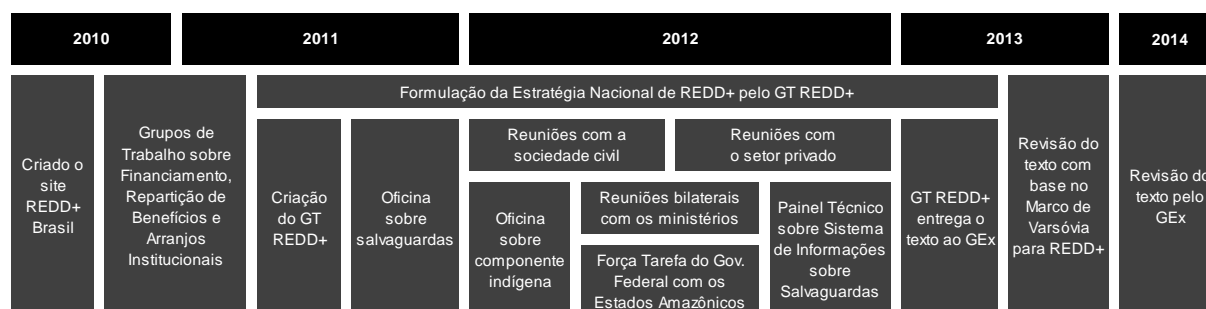 2010
2011
2012
2013
2014
Formulação da Estratégia Nacional de REDD+ pelo GT REDD+
Criado o
site
REDD+
Brasil
Grupos de
Trabalho sobre
Financiamento,
Repartição de
Benefícios e
Arranjos
Institucionais
Criação
do GT
REDD+
Oficina
sobre
salvaguardas
Reuniões com a
sociedade civil
Reuniões com
o setor privado
Oficina
sobre
componente
indígena
Reuniões bilaterais
com os ministérios
Força Tarefa do Gov.
Federal com os
Estados Amazônicos
Painel Técnico
sobre Sistema
de Informações
sobre
Salvaguardas
GT REDD+
entrega o
texto ao GEx
Revisão do
texto com
base no
Marco de
Varsóvia
para REDD+
Revisão do
texto pelo
GEx